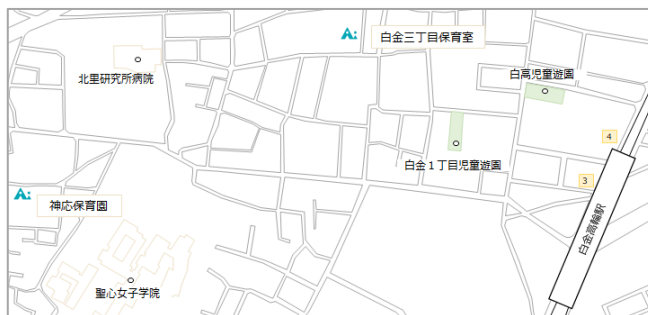 白金三丁目保育室
北里研究所病院
白高児童遊園
4
白金１丁目児童遊園
3
神応保育園
白金高輪駅
聖心女子学院